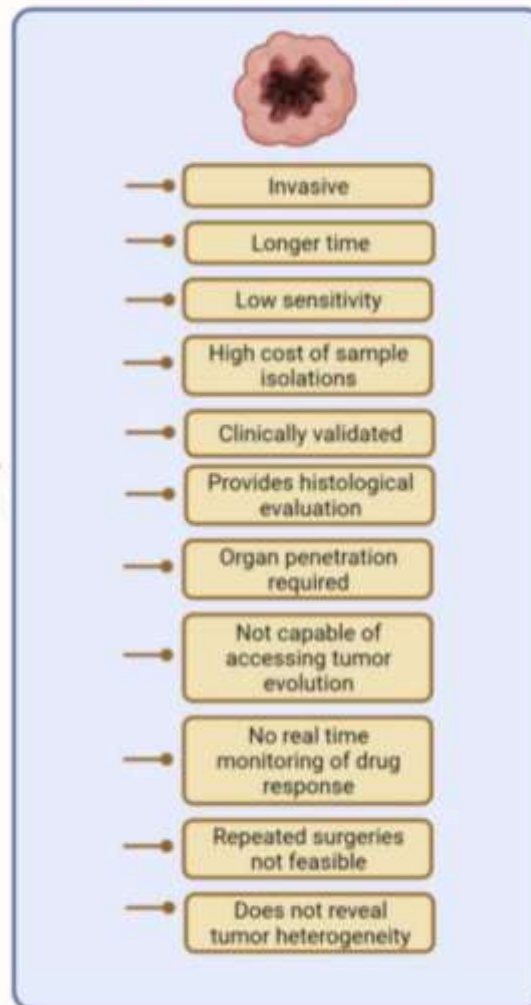 Invasive
Longer time
Low sensitivity
High cost of sample
isolations
Clinically validated
Provides histological
evaluation
Organ penetration
required
Not capable of
accessing tumor
evolution
No real time
monitoring of drug
response
Repeated surgeries
not feasible
Does not reveal
tumor heterogeneity